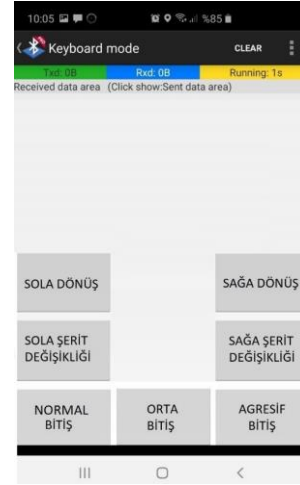 10:05 %85
Keyboard mode CLEAR
Txd: 0B Rxd: 0B Running: 1s
Received data area (Click show:Sent data area)
SOLA DÖNÜŞ SAĞA DÖNÜŞ
SOLA ŞERİT SAĞA ŞERİT
DEĞİŞİKLİĞİ DEĞİŞİKLİĞİ
NORMAL ORTA AGRESİF
BİTİŞ BİTİŞ BİTİŞ